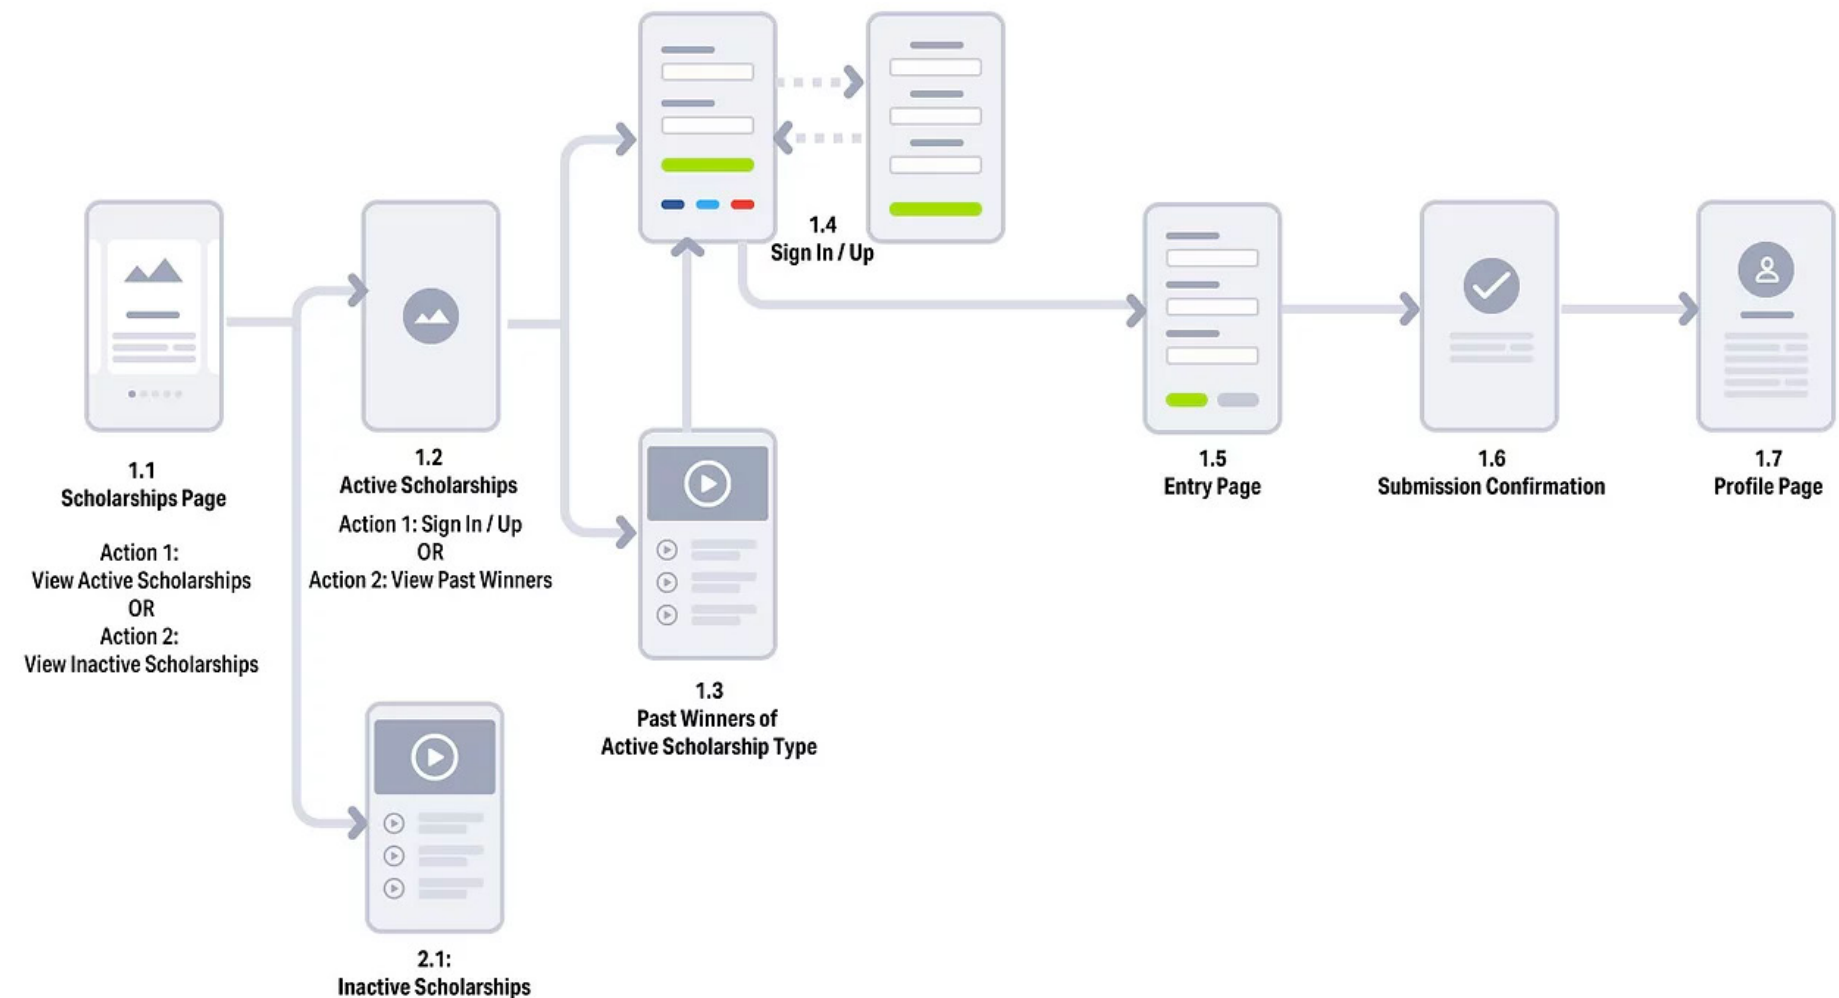 1.4
Sign In / Up
1.1
Scholarships Page
Action 1:
View Active Scholarships
OR
Action 2:
View Inactive Scholarships
1.2
Active Scholarships
Action 1: Sign In / Up
OR
Action 2: View Past Winners
1.3
Past Winners of
Active Scholarship Type
1.5
Entry Page
1.6
Submission Confirmation
1.7
Profile Page
2.1:
Inactive Scholarships